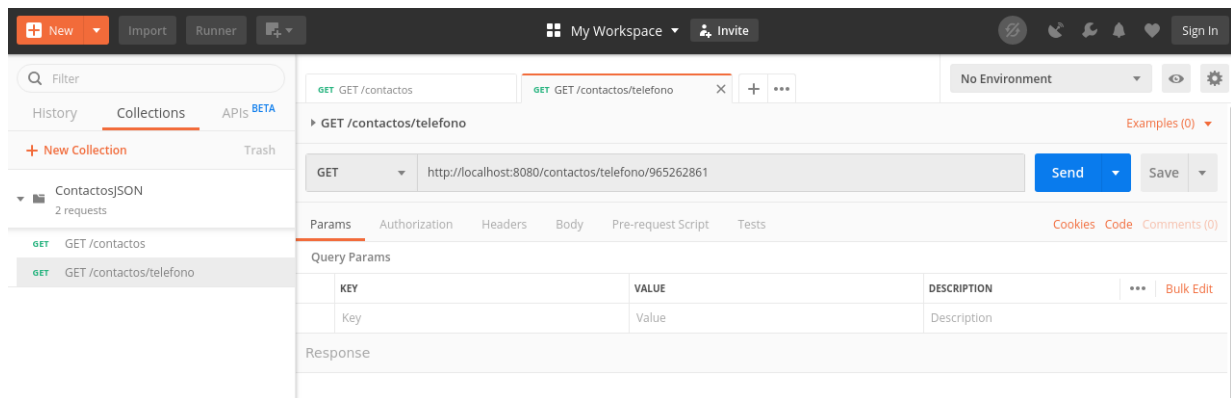 New
Import
Runner
My Workspace
Invite
Sign In
Filter
History
Collections
APIs BETA
+ New Collection
Trash
ContactosJSON
2 requests
GET GET /contactos
GET GET /contactos/telefono
GET GET /contactos
GET GET /contactos/telefono
No Environment
GET /contactos/telefono
Examples (0)
GET
http://localhost:8080/contactos/telefono/965262861
Send
Save
Params Authorization Headers Body Pre-request Script Tests
Cookies Code Comments (0)
Query Params
KEY VALUE DESCRIPTION
Bulk Edit
Key Value Description
Response